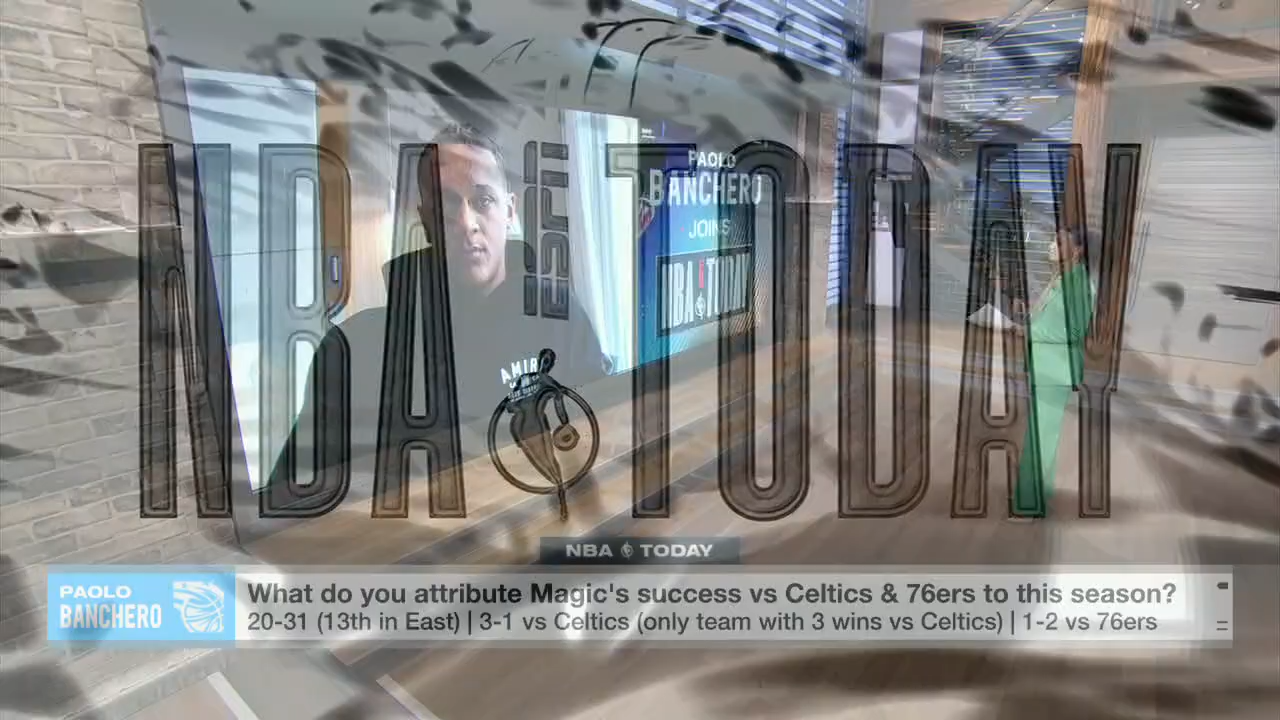 NBA TODAY
ESPN
PAOLO
BANCHERO
JOINS
NBA TODAY
AMIRI
NBA TODAY
PAOLO
BANCHERO
What do you attribute Magic's success vs Celtics & 76ers to this season?
20-31 (13th in East) | 3-1 vs Celtics (only team with 3 wins vs Celtics) | 1-2 vs 76ers